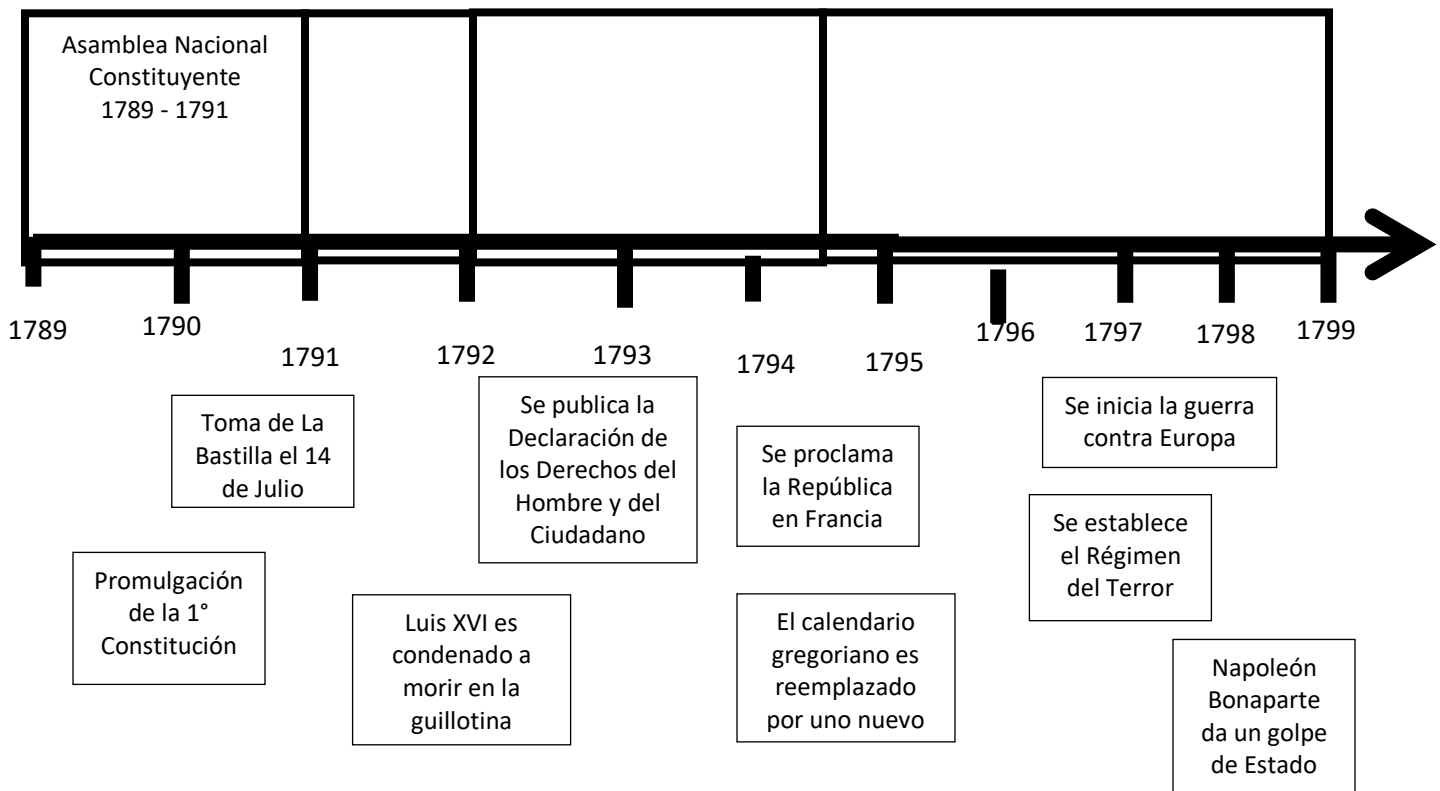 Asamblea Nacional
Constituyente
1789 - 1791
1789
1790
1791
1792
1793
1794
1795
1796
1797
1798
1799
Toma de La
Bastilla el 14
de Julio
Se publica la
Declaración de
los Derechos del
Hombre y del
Ciudadano
Se proclama
la República
en Francia
Se inicia la guerra
contra Europa
Promulgación
de la 1°
Constitución
Luis XVI es
condenado a
morir en la
guillotina
El calendario
gregoriano es
reemplazado
por uno nuevo
Se establece
el Régimen
del Terror
Napoleón
Bonaparte
da un golpe
de Estado